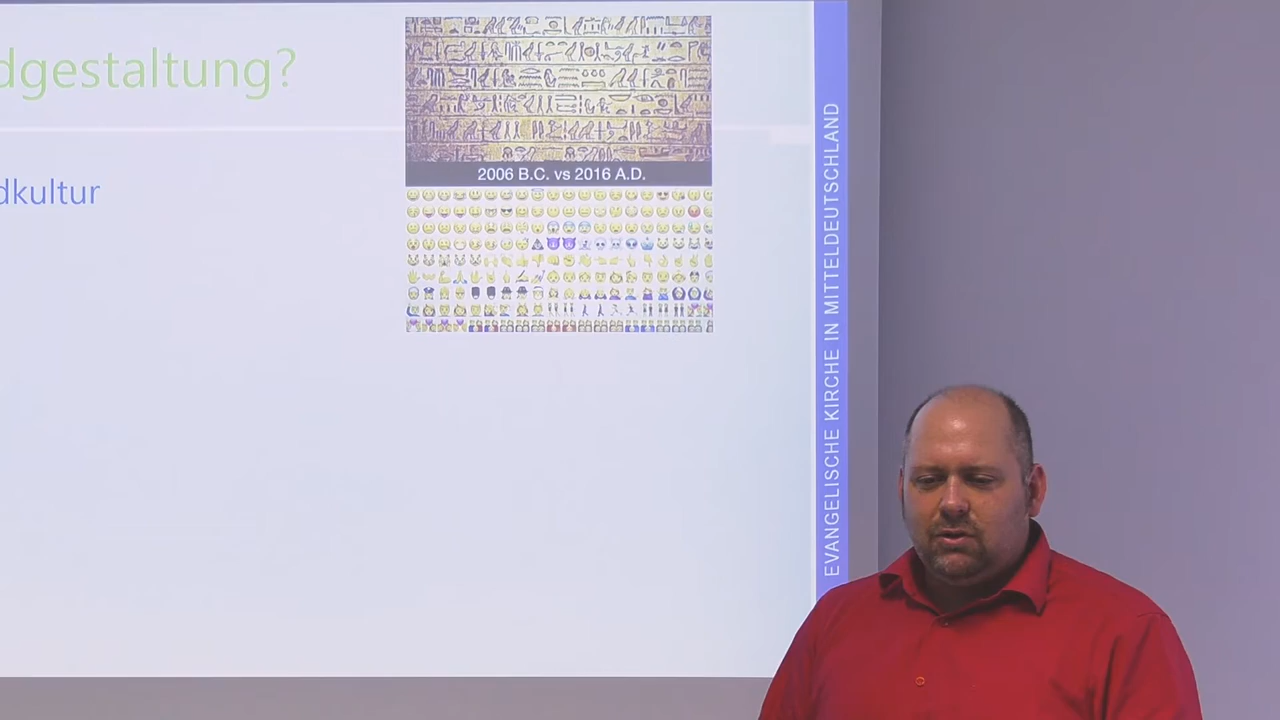 dgestaltung?
dkultur
2006 B.C. vs 2016 A.D.
EVANGELISCHE KIRCHE IN MITTELDEUTSCHLAND